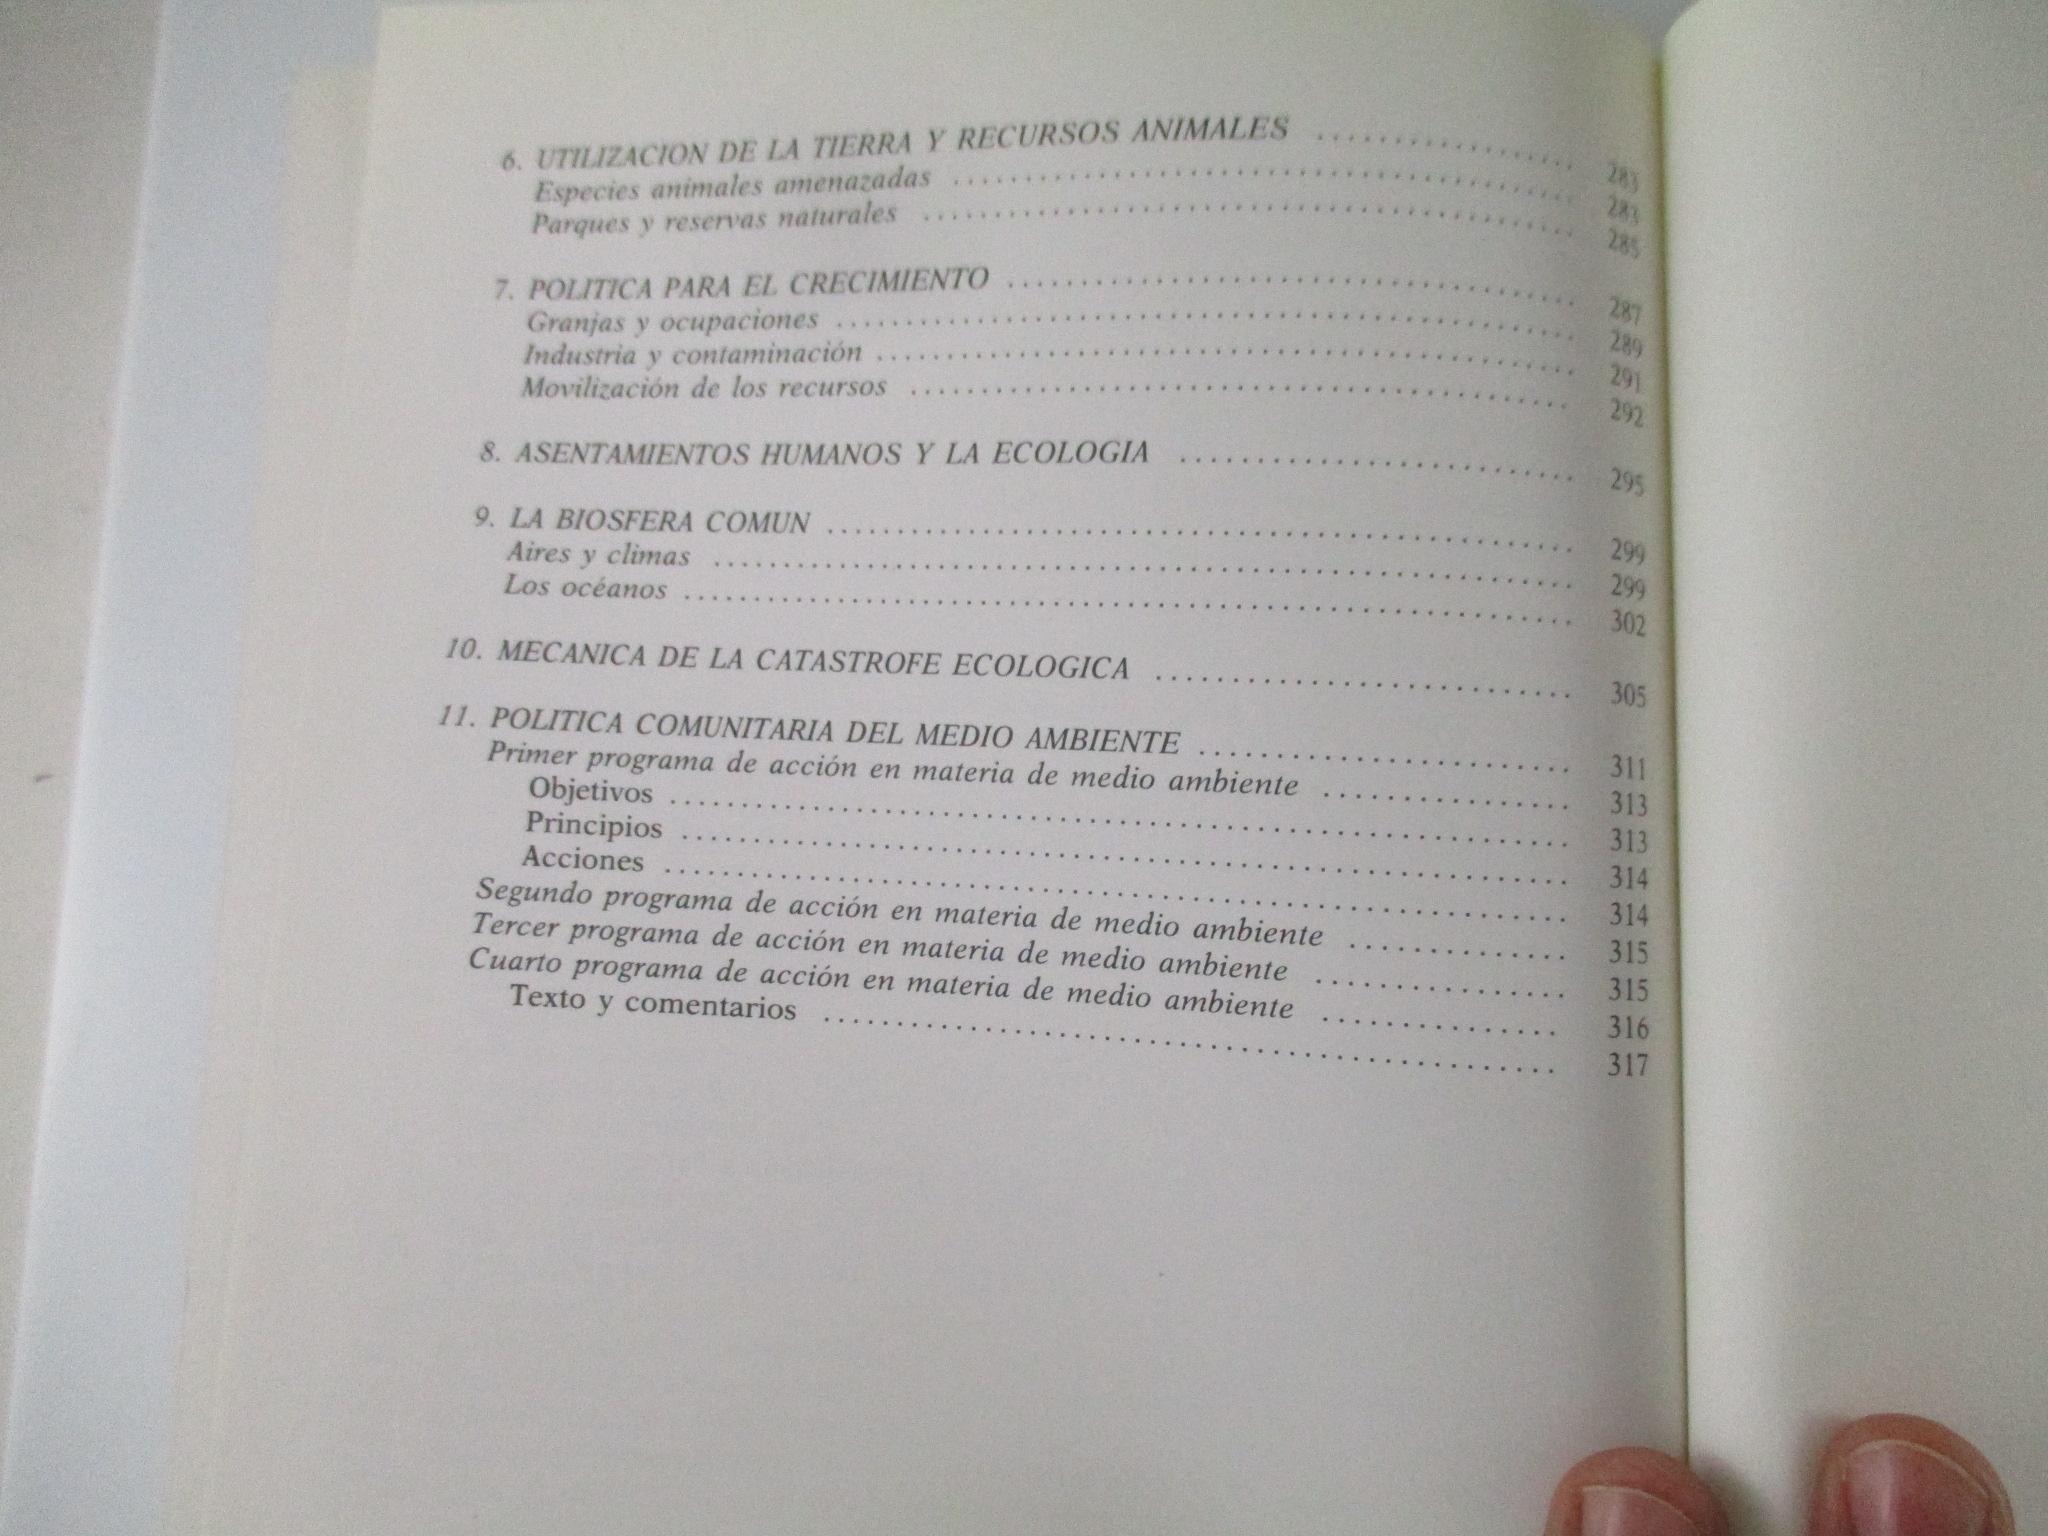 6. UTILIZACION DE LA TIERRA Y RECURSOS ANIMALES .................. 283
Especies animales amenazadas .................. 283
Parques y reservas naturales .................. 285
7. POLITICA PARA EL CRECIMIENTO .................. 287
Granjas y ocupaciones .................. 289
Industria y contaminación .................. 291
Movilización de los recursos .................. 292
8. ASENTAMIENTOS HUMANOS Y LA ECOLOGIA .................. 295
9. LA BIOSFERA COMUN .................. 299
Aires y climas .................. 299
Los océanos .................. 302
10. MECANICA DE LA CATASTROFE ECOLOGICA .................. 305
11. POLITICA COMUNITARIA DEL MEDIO AMBIENTE .................. 311
Primer programa de acción en materia de medio ambiente .................. 313
Objetivos .................. 313
Principios .................. 314
Acciones .................. 314
Segundo programa de acción en materia de medio ambiente .................. 315
Tercer programa de acción en materia de medio ambiente .................. 315
Cuarto programa de acción en materia de medio ambiente .................. 316
Texto y comentarios .................. 317